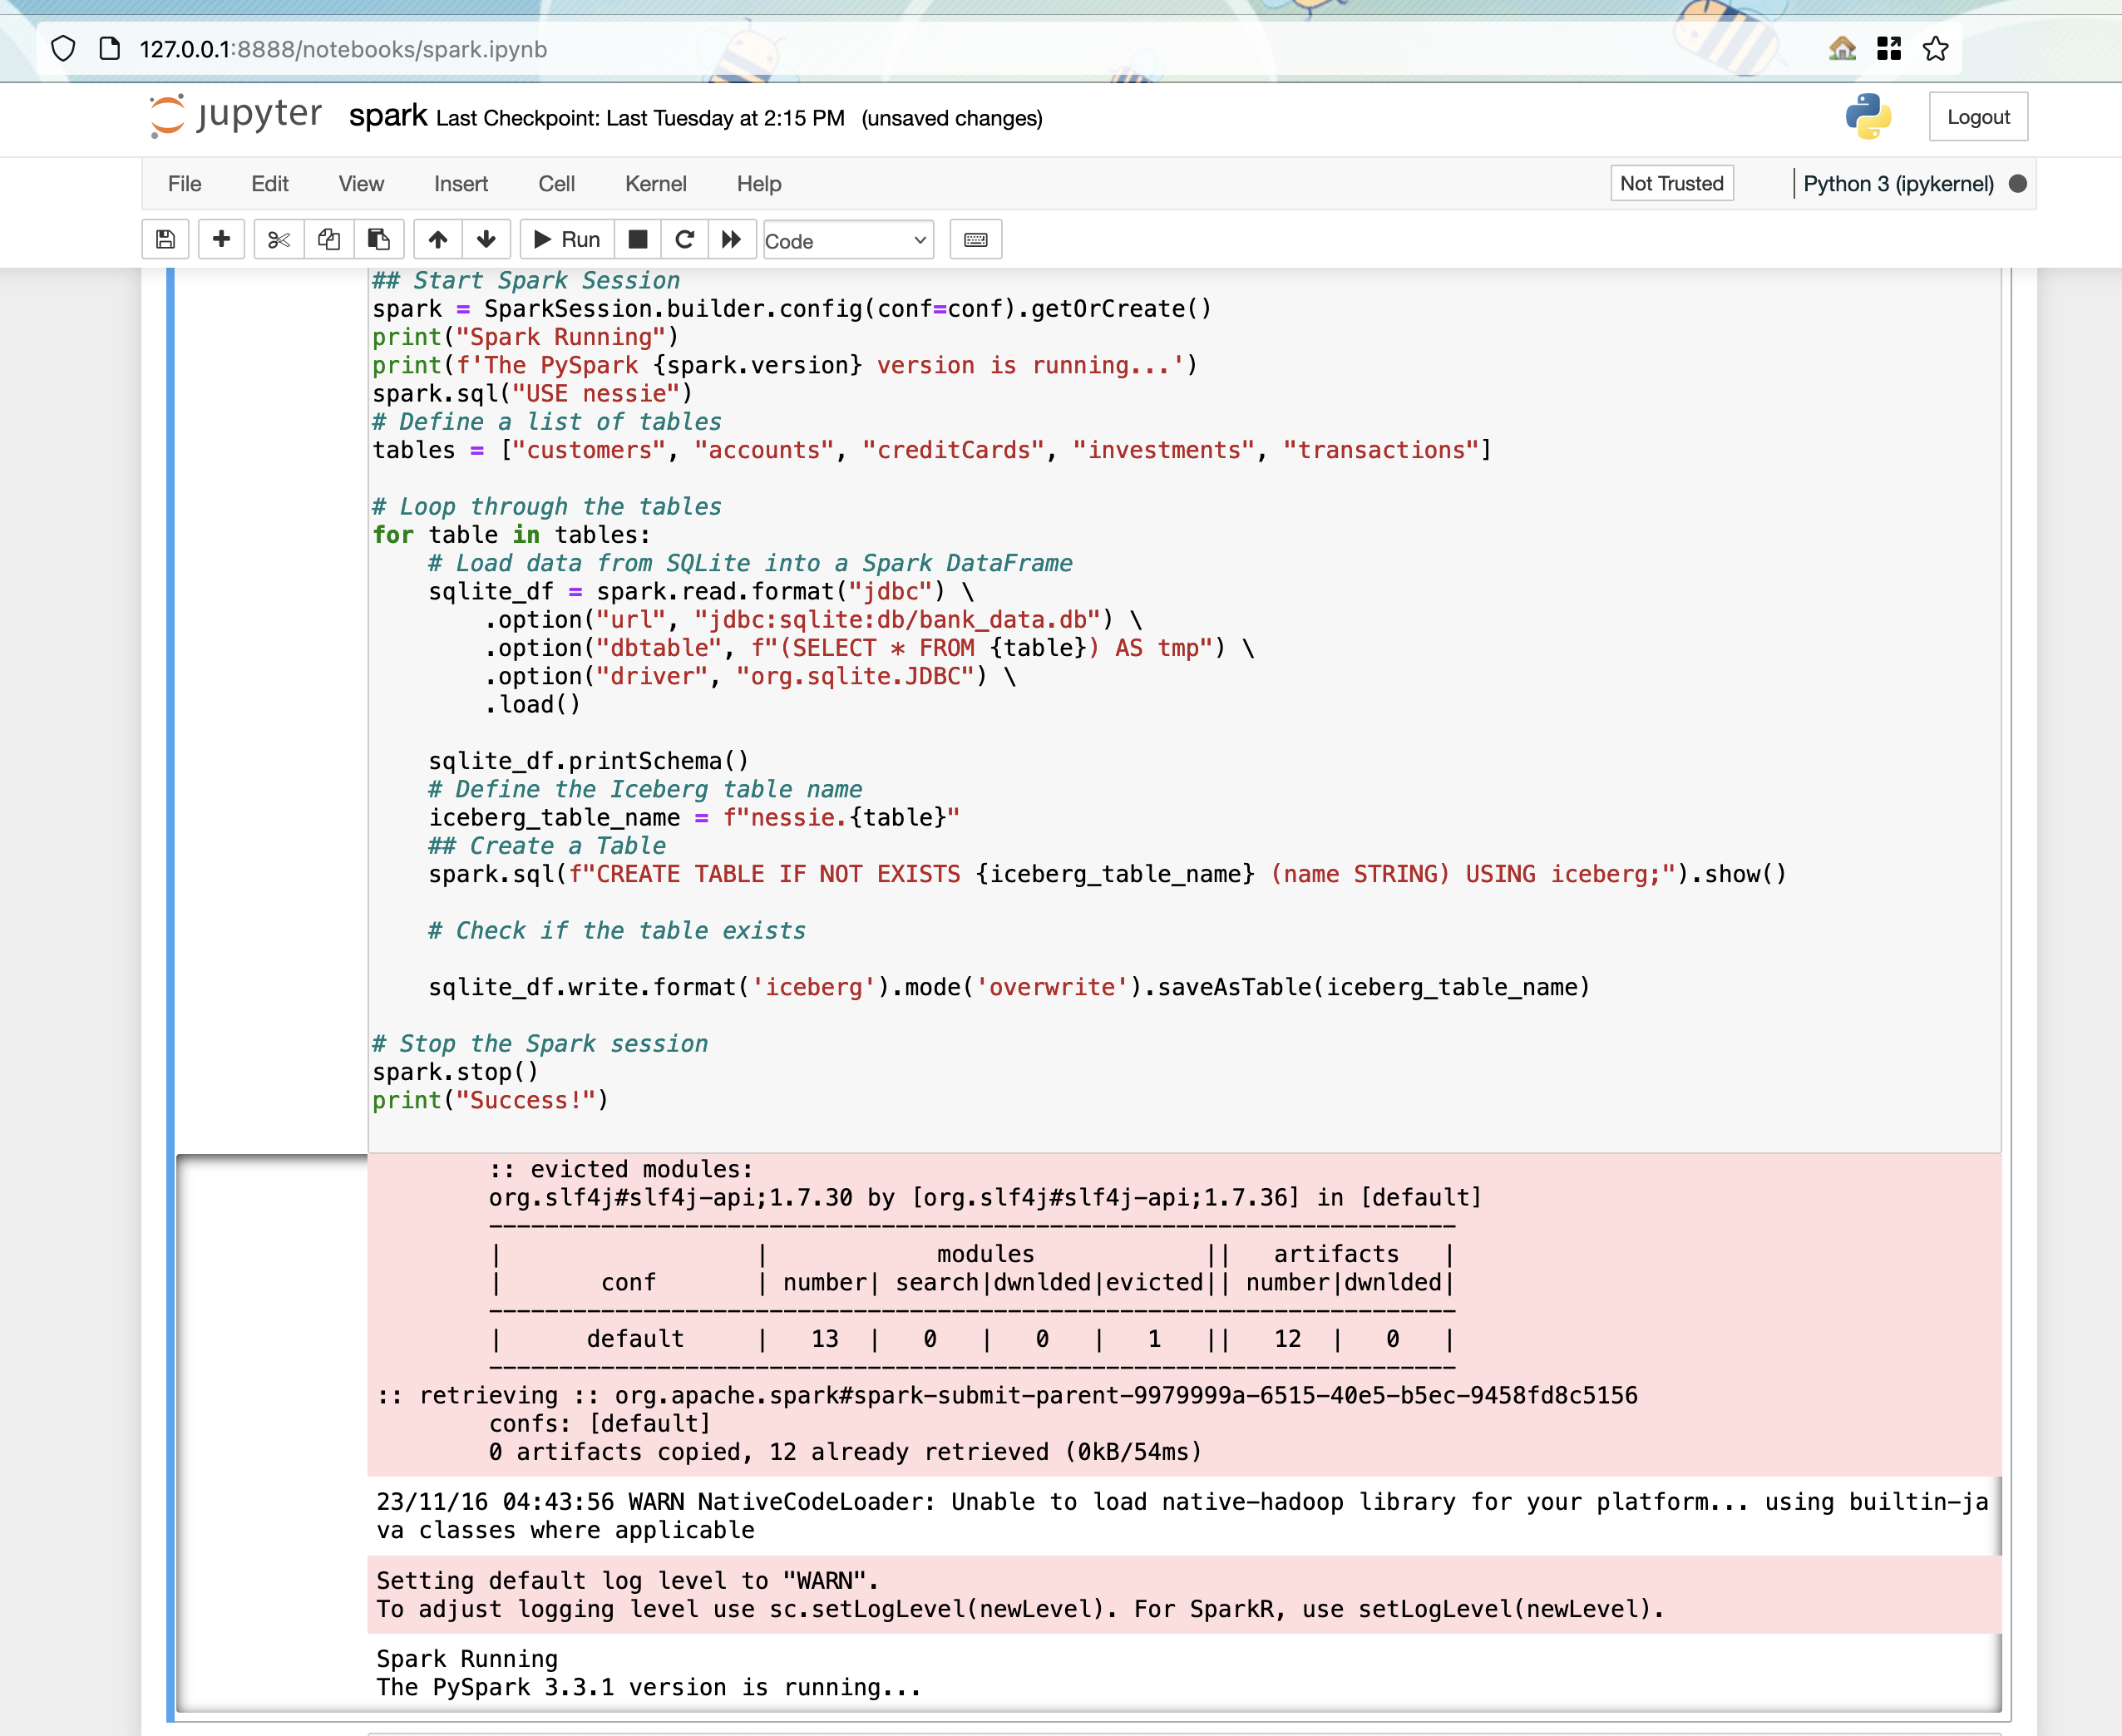 127.0.0.1:8888/notebooks/spark.ipynb
jupyter spark Last Checkpoint: Last Tuesday at 2:15 PM (unsaved changes)
Logout
File Edit View Insert Cell Kernel Help
Not Trusted
Python 3 (ipykernel)
Run
Code
## Start Spark Session
spark = SparkSession.builder.config(conf=conf).getOrCreate()
print("Spark Running")
print(f'The PySpark {spark.version} version is running...')
spark.sql("USE nessie")
# Define a list of tables
tables = ["customers", "accounts", "creditCards", "investments", "transactions"]
# Loop through the tables
for table in tables:
    # Load data from SQLite into a Spark DataFrame
    sqlite_df = spark.read.format("jdbc") \
        .option("url", "jdbc:sqlite:db/bank_data.db") \
        .option("dbtable", f"(SELECT * FROM {table}) AS tmp") \
        .option("driver", "org.sqlite.JDBC") \
        .load()
    sqlite_df.printSchema()
    # Define the Iceberg table name
    iceberg_table_name = f"nessie.{table}"
    ## Create a Table
    spark.sql(f"CREATE TABLE IF NOT EXISTS {iceberg_table_name} (name STRING) USING iceberg;").show()
    # Check if the table exists
    sqlite_df.write.format('iceberg').mode('overwrite').saveAsTable(iceberg_table_name)
# Stop the Spark session
spark.stop()
print("Success!")
        :: evicted modules:
        org.slf4j#slf4j-api;1.7.30 by [org.slf4j#slf4j-api;1.7.36] in [default]
        ---------------------------------------------------------------------
        |                  |            modules            ||   artifacts   |
        |       conf       | number| search|dwnlded|evicted|| number|dwnlded|
        ---------------------------------------------------------------------
        |      default     |   13  |   0   |   0   |   1   ||   12  |   0   |
        ---------------------------------------------------------------------
:: retrieving :: org.apache.spark#spark-submit-parent-9979999a-6515-40e5-b5ec-9458fd8c5156
        confs: [default]
        0 artifacts copied, 12 already retrieved (0kB/54ms)
23/11/16 04:43:56 WARN NativeCodeLoader: Unable to load native-hadoop library for your platform... using builtin-ja
va classes where applicable
Setting default log level to "WARN".
To adjust logging level use sc.setLogLevel(newLevel). For SparkR, use setLogLevel(newLevel).
Spark Running
The PySpark 3.3.1 version is running...